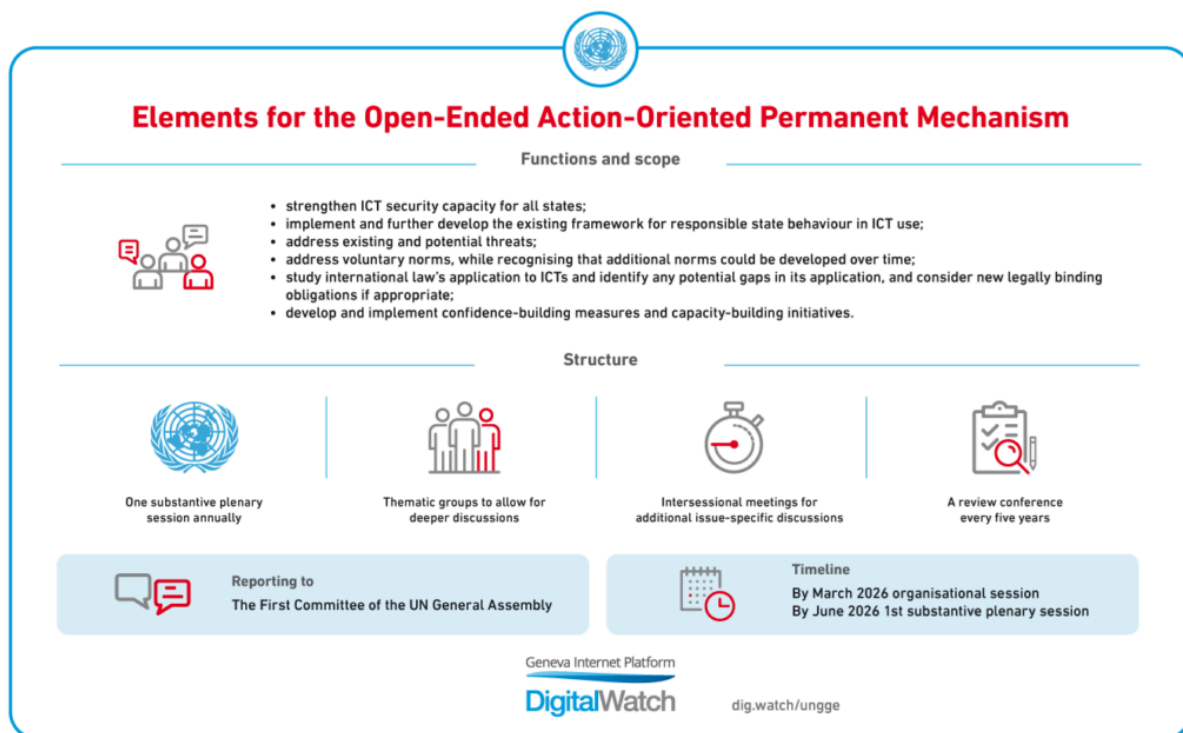 Elements for the Open-Ended Action-Oriented Permanent Mechanism
Functions and scope
• strengthen ICT security capacity for all states;
• implement and further develop the existing framework for responsible state behaviour in ICT use;
• address existing and potential threats;
• address voluntary norms, while recognising that additional norms could be developed over time;
• study international law's application to ICTs and identify any potential gaps in its application, and consider new legally binding
obligations if appropriate;
• develop and implement confidence-building measures and capacity-building initiatives.
Structure
One substantive plenary
session annually
Thematic groups to allow for
deeper discussions
Intersessional meetings for
additional issue-specific discussions
A review conference
every five years
Reporting to
The First Committee of the UN General Assembly
Timeline
By March 2026 organisational session
By June 2026 1st substantive plenary session
Geneva Internet Platform
DigitalWatch
dig.watch/ungge